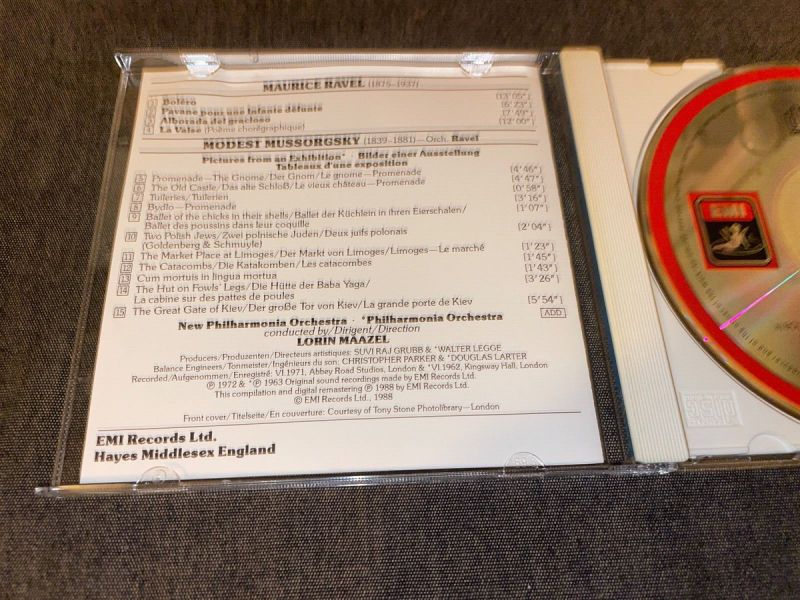 MAURICE RAVEL (1875–1937)
Boléro (13'05")
Pavane pour une Infante défunte (6'23")
3 Alborada del gracioso (7'49")
4 La Valse (Poème chorégraphique) (12'00")
MODEST MUSSORGSKY (1839–1881) — Orch. Ravel
Pictures from an Exhibition* · Bilder einer Ausstellung
Tableaux d'une exposition
5 Promenade—The Gnome/Der Gnom/Le gnome—Promenade (4'46")
6 The Old Castle/Das alte Schloß/Le vieux château—Promenade (4'47")
7 Tuileries/Tuilerien (0'58")
8 Bydlo—Promenade (3'16")
9 Ballet of the chicks in their shells/Ballet der Küchlein in ihren Eierschalen/ (1'07")
Ballet des poussins dans leur coquille
10 Two Polish Jews/Zwei polnische Juden/Deux juifs polonais (2'04")
(Goldenberg & Schmuyle)
11 The Market Place at Limoges/Der Markt von Limoges/Limoges—Le marché (1'23")
12 The Catacombs/Die Katakomben/Les catacombes (1'45")
13 Cum mortuis in lingua mortua (1'43")
14 The Hut on Fowls' Legs/Die Hütte der Baba Yaga/ (3'26")
La cabine sur des pattes de poules
15 The Great Gate of Kiev/Der große Tor von Kiev/La grande porte de Kiev (5'54")
ADD
New Philharmonia Orchestra · *Philharmonia Orchestra
conducted by/Dirigent/Direction
LORIN MAAZEL
Producers/Produzenten/Directeurs artistiques: SUVI RAJ GRUBB & *WALTER LEGGE
Balance Engineers/Tonmeister/Ingénieurs du son: CHRISTOPHER PARKER & *DOUGLAS LARTER
Recorded/Aufgenommen/Enregistré: VI.1971, Abbey Road Studios, London & *VI.1962, Kingsway Hall, London
℗ 1972 & *℗ 1963 Original sound recordings made by EMI Records Ltd.
This compilation and digital remastering ℗ 1988 by EMI Records Ltd.
© EMI Records Ltd., 1988
Front cover/Titelseite/En couverture: Courtesy of Tony Stone Photolibrary—London
EMI Records Ltd.
Hayes Middlesex England
EMI